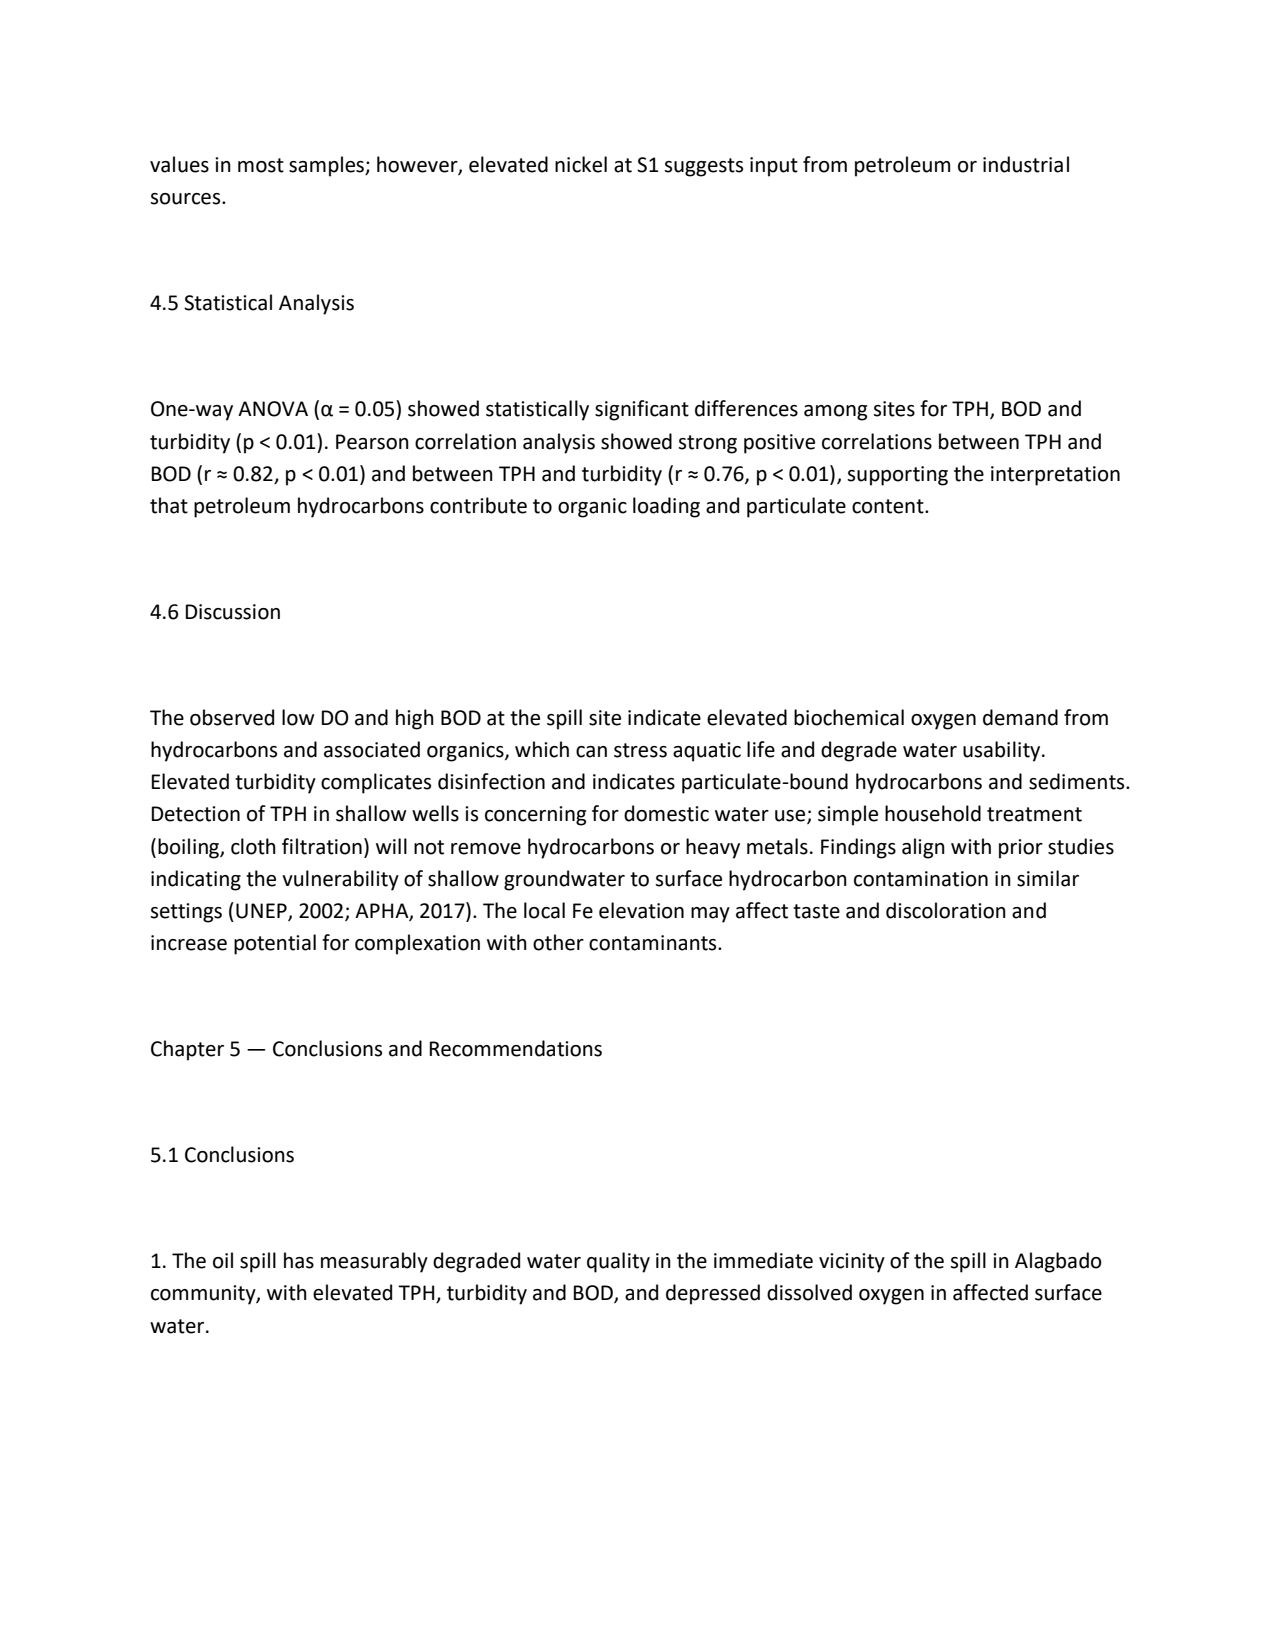 values in most samples; however, elevated nickel at S1 suggests input from petroleum or industrial
sources.
4.5 Statistical Analysis
One-way ANOVA (α = 0.05) showed statistically significant differences among sites for TPH, BOD and
turbidity (p < 0.01). Pearson correlation analysis showed strong positive correlations between TPH and
BOD (r ≈ 0.82, p < 0.01) and between TPH and turbidity (r ≈ 0.76, p < 0.01), supporting the interpretation
that petroleum hydrocarbons contribute to organic loading and particulate content.
4.6 Discussion
The observed low DO and high BOD at the spill site indicate elevated biochemical oxygen demand from
hydrocarbons and associated organics, which can stress aquatic life and degrade water usability.
Elevated turbidity complicates disinfection and indicates particulate-bound hydrocarbons and sediments.
Detection of TPH in shallow wells is concerning for domestic water use; simple household treatment
(boiling, cloth filtration) will not remove hydrocarbons or heavy metals. Findings align with prior studies
indicating the vulnerability of shallow groundwater to surface hydrocarbon contamination in similar
settings (UNEP, 2002; APHA, 2017). The local Fe elevation may affect taste and discoloration and
increase potential for complexation with other contaminants.
Chapter 5 — Conclusions and Recommendations
5.1 Conclusions
1. The oil spill has measurably degraded water quality in the immediate vicinity of the spill in Alagbado
community, with elevated TPH, turbidity and BOD, and depressed dissolved oxygen in affected surface
water.